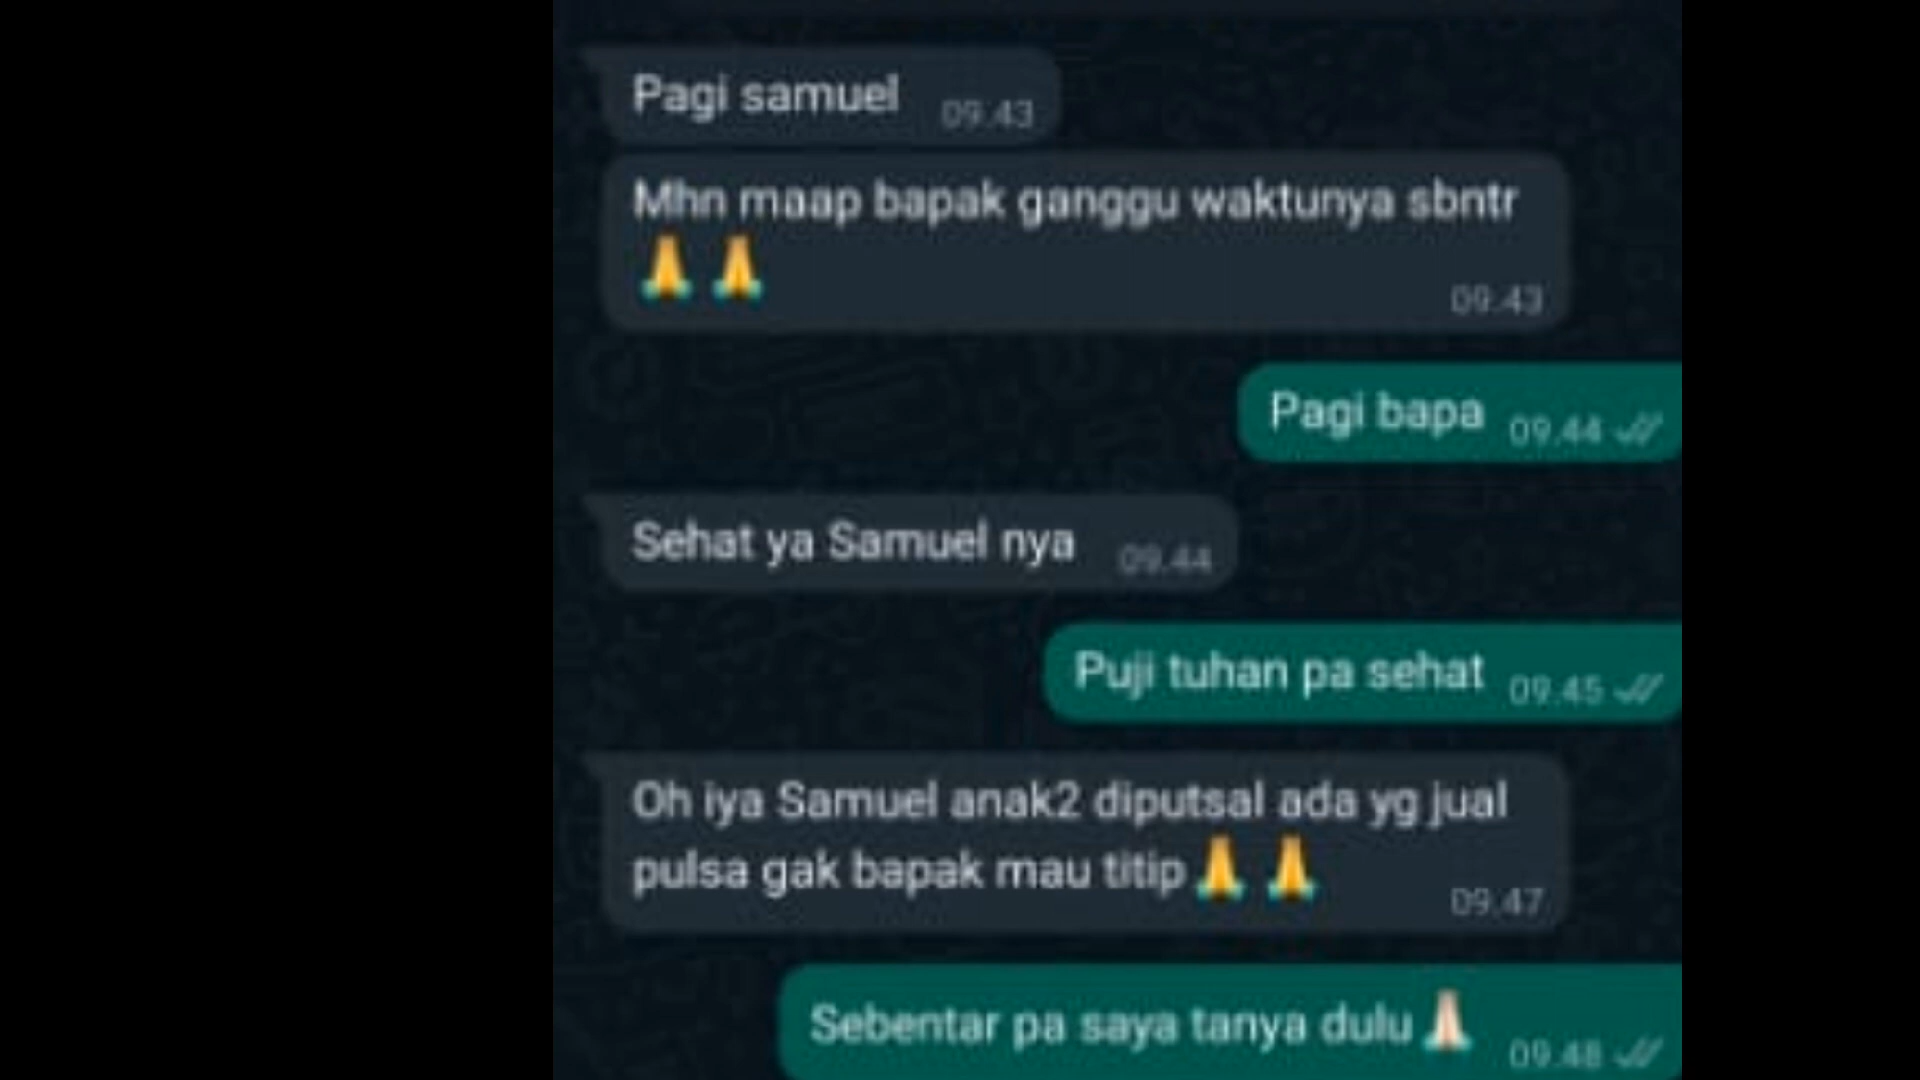 Pagi samuel 09.43
Mhn maap bapak ganggu waktunya sbntr
🙏 🙏 09.43
Pagi bapa 09.44
Sehat ya Samuel nya 09.44
Puji tuhan pa sehat 09.45
Oh iya Samuel anak2 diputsal ada yg jual
pulsa gak bapak mau titip 🙏 🙏 09.47
Sebentar pa saya tanya dulu 🙏🏻 09.48